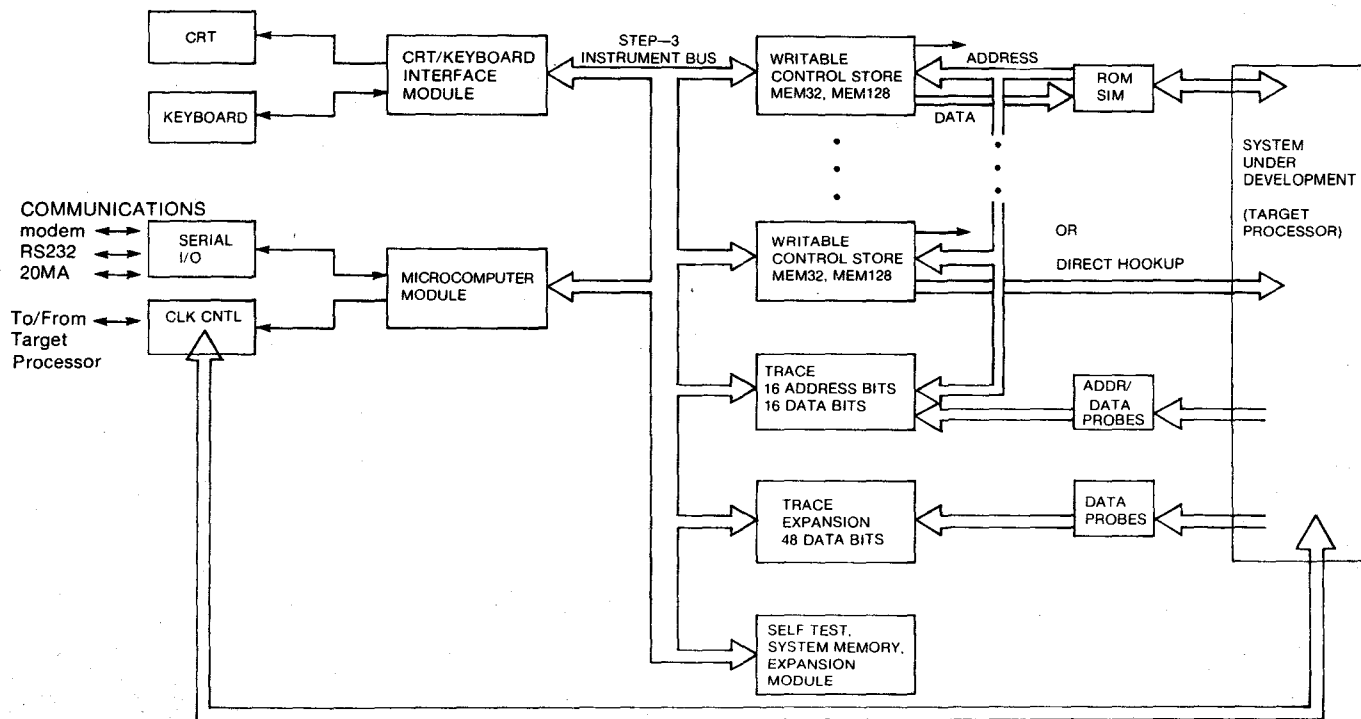 CRT
KEYBOARD
CRT/KEYBOARD
INTERFACE
MODULE
STEP—3
INSTRUMENT BUS
WRITABLE
CONTROL STORE
MEM32, MEM128
ADDRESS
DATA
ROM
SIM
SYSTEM
UNDER
DEVELOPMENT
(TARGET
PROCESSOR)
COMMUNICATIONS
modem
RS232
20MA
SERIAL
I/O
CLK CNTL
To/From
Target
Processor
MICROCOMPUTER
MODULE
WRITABLE
CONTROL STORE
MEM32, MEM128
OR
DIRECT HOOKUP
TRACE
16 ADDRESS BITS
16 DATA BITS
ADDR/
DATA
PROBES
TRACE
EXPANSION
48 DATA BITS
DATA
PROBES
SELF TEST,
SYSTEM MEMORY,
EXPANSION
MODULE